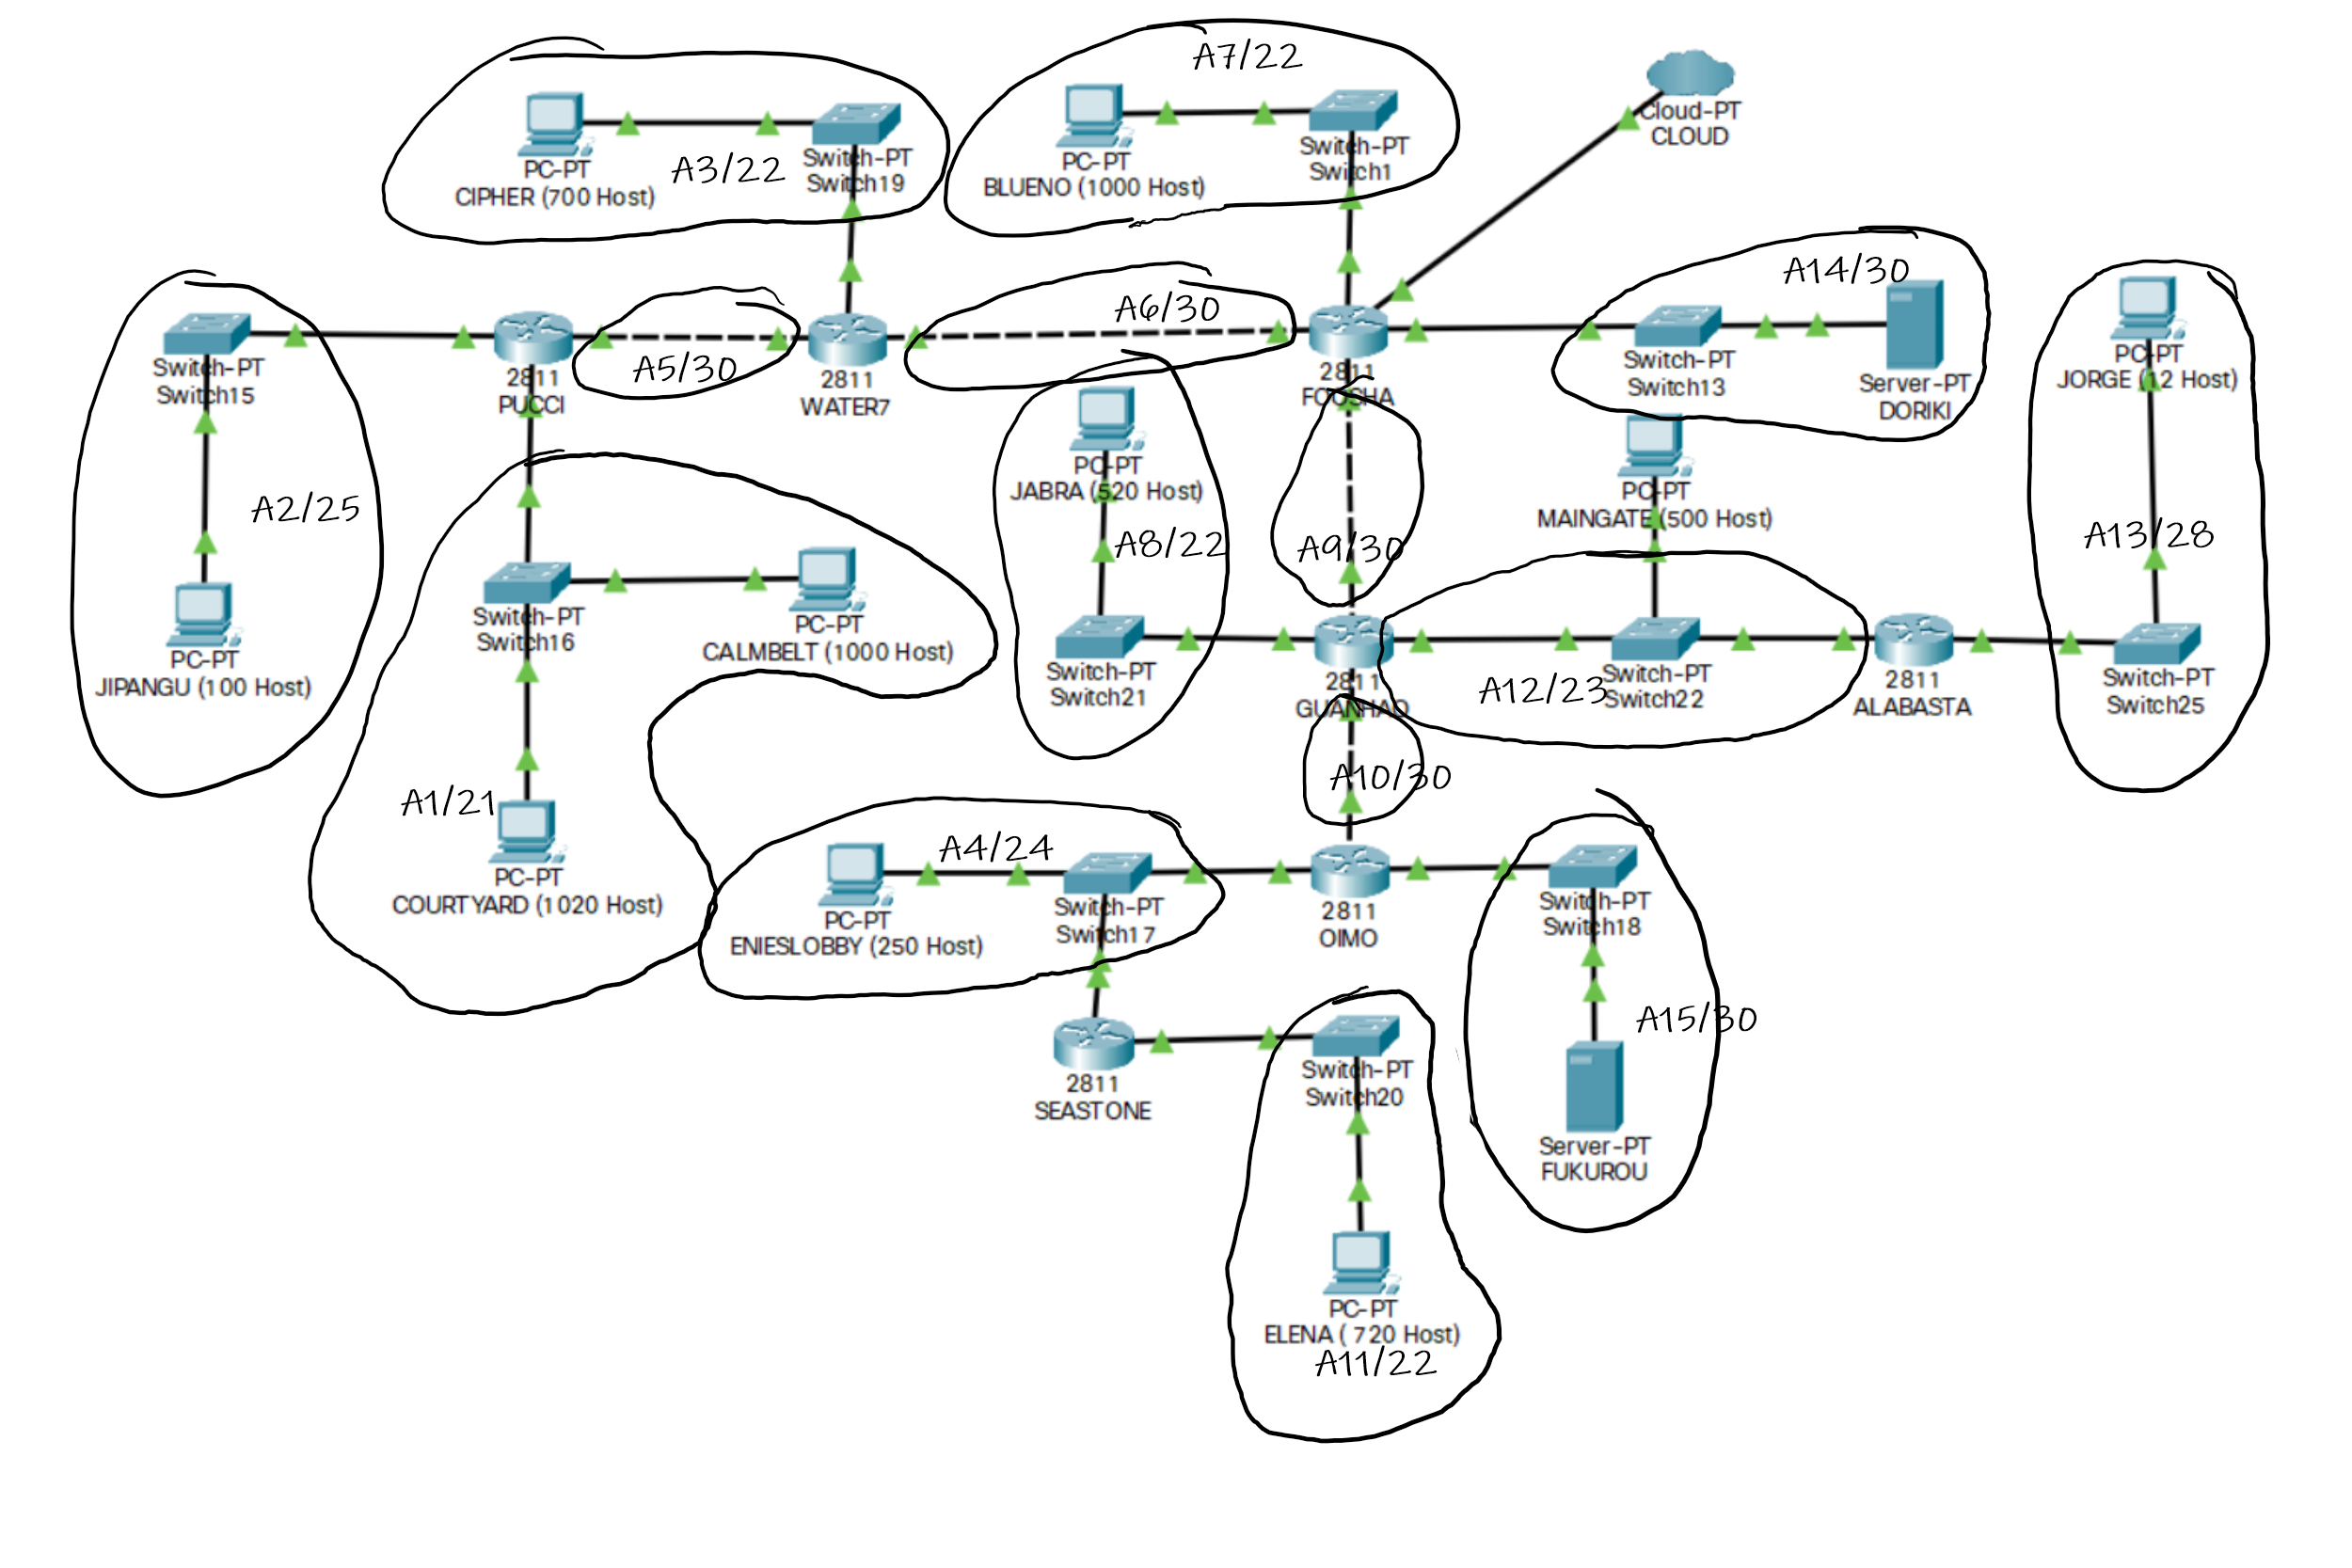 A7/22
Cloud-PT
CLOUD
PC-PT
CIPHER (700 Host)
A3/22
Switch-PT
Switch19
PC-PT
BLUENO (1000 Host)
Switch-PT
Switch1
A14/30
A6/30
Switch-PT
Switch15
2811
PUCCI
A5/30
2811
WATER7
2811
FOOSHA
Switch-PT
Switch13
Server-PT
DORIKI
PC-PT
JORGE (12 Host)
PC-PT
JABRA (520 Host)
PC-PT
MAINGATE (500 Host)
A2/25
A8/22
A9/30
A13/28
Switch-PT
Switch16
PC-PT
CALMBELT (1000 Host)
PC-PT
JIPANGU (100 Host)
Switch-PT
Switch21
2811
GUANHAO
A12/23
Switch-PT
Switch22
2811
ALABASTA
Switch-PT
Switch25
A10/30
A1/21
PC-PT
COURTYARD (1020 Host)
A4/24
PC-PT
ENIESLOBBY (250 Host)
Switch-PT
Switch17
2811
OIMO
Switch-PT
Switch18
A15/30
2811
SEASTONE
Switch-PT
Switch20
Server-PT
FUKUROU
PC-PT
ELENA ( 720 Host)
A11/22